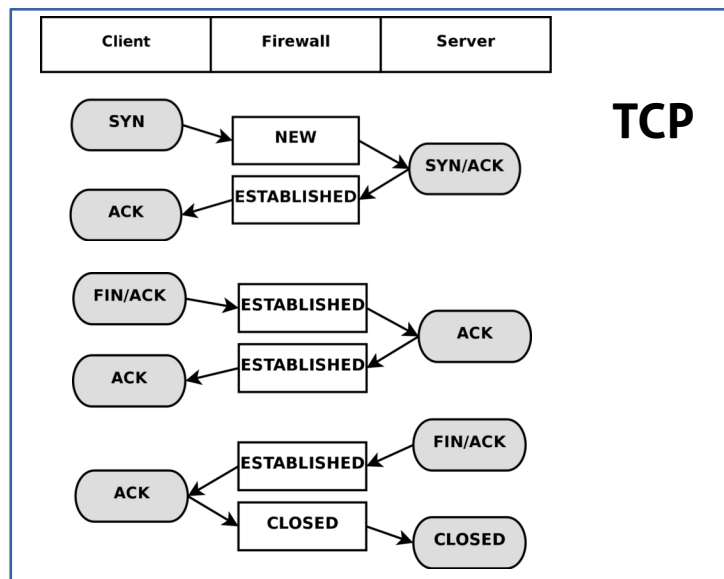 Client Firewall Server
TCP
SYN
NEW
SYN/ACK
ESTABLISHED
ACK
FIN/ACK
ESTABLISHED
ACK
ESTABLISHED
ACK
FIN/ACK
ESTABLISHED
ACK
CLOSED
CLOSED